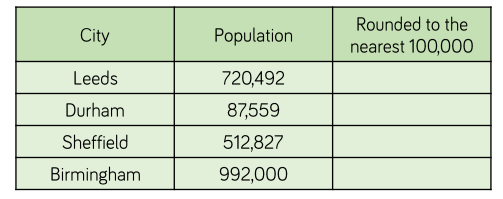 City Population Rounded to the
nearest 100,000
Leeds 720,492
Durham 87,559
Sheffield 512,827
Birmingham 992,000